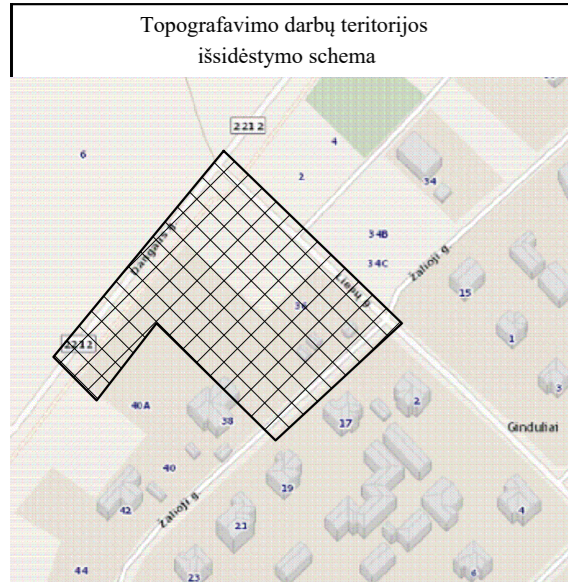 Topografavimo darbų teritorijos
išsidėstymo schema
2212
6
4
2
34
34B
34C
Žalioji g.
Liepų g.
15
36
1
2212
3
40A
2
38
17
Ginduliai
40
19
42
4
Žalioji g.
21
44
23
6